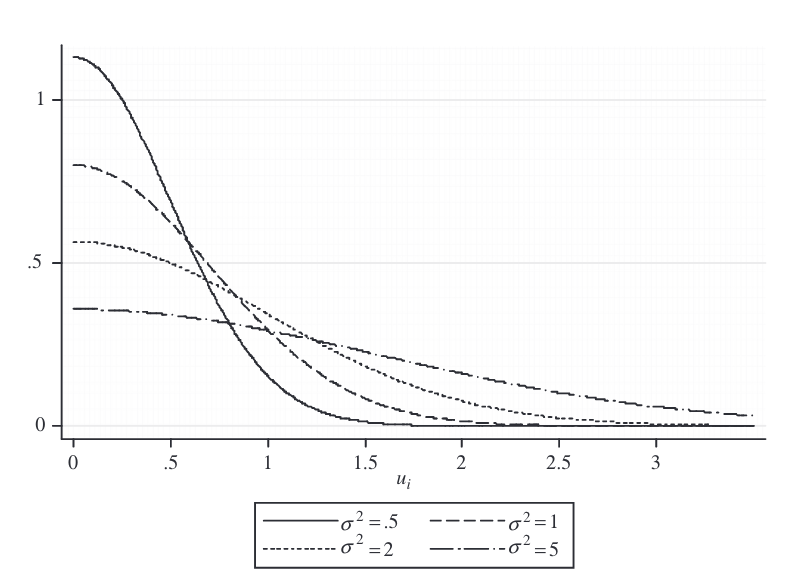 1
.5
0
0 .5 1 1.5 2 2.5 3
uᵢ
σ² = .5 σ² = 1
σ² = 2 σ² = 5